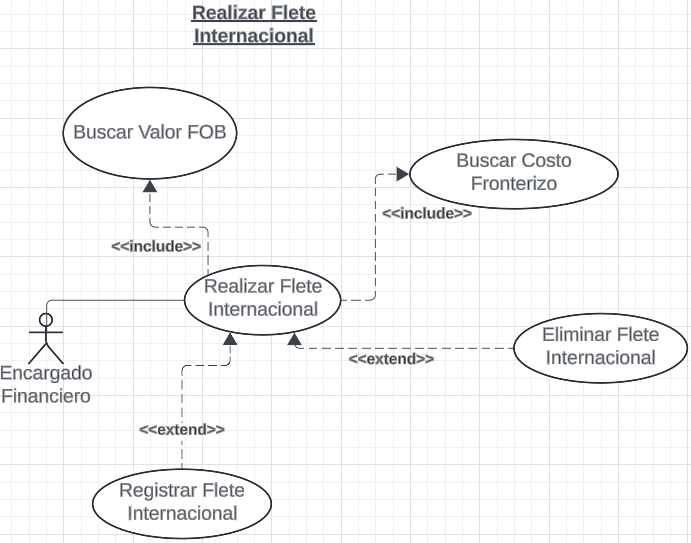 Realizar Flete
Internacional
Buscar Valor FOB
Buscar Costo
Fronterizo
<<include>>
<<include>>
Realizar Flete
Internacional
Encargado
Financiero
Eliminar Flete
Internacional
<<extend>>
<<extend>>
Registrar Flete
Internacional